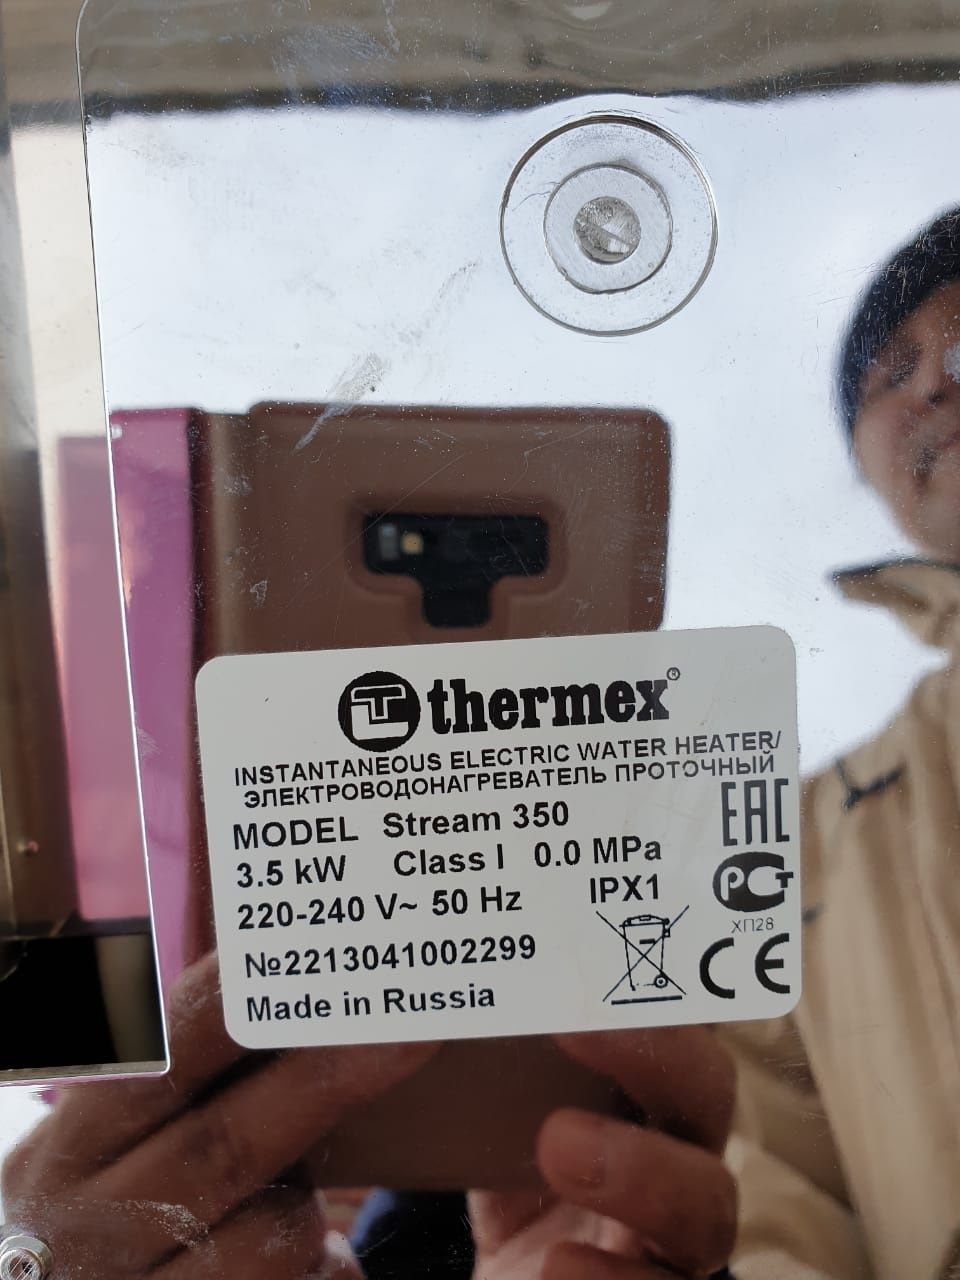 thermex®
INSTANTANEOUS ELECTRIC WATER HEATER/
ЭЛЕКТРОВОДОНАГРЕВАТЕЛЬ ПРОТОЧНЫЙ
MODEL Stream 350
EAC
3.5 kW Class I 0.0 MPa
220-240 V~ 50 Hz IPX1
РСТ
ХП28
№2213041002299
CE
Made in Russia